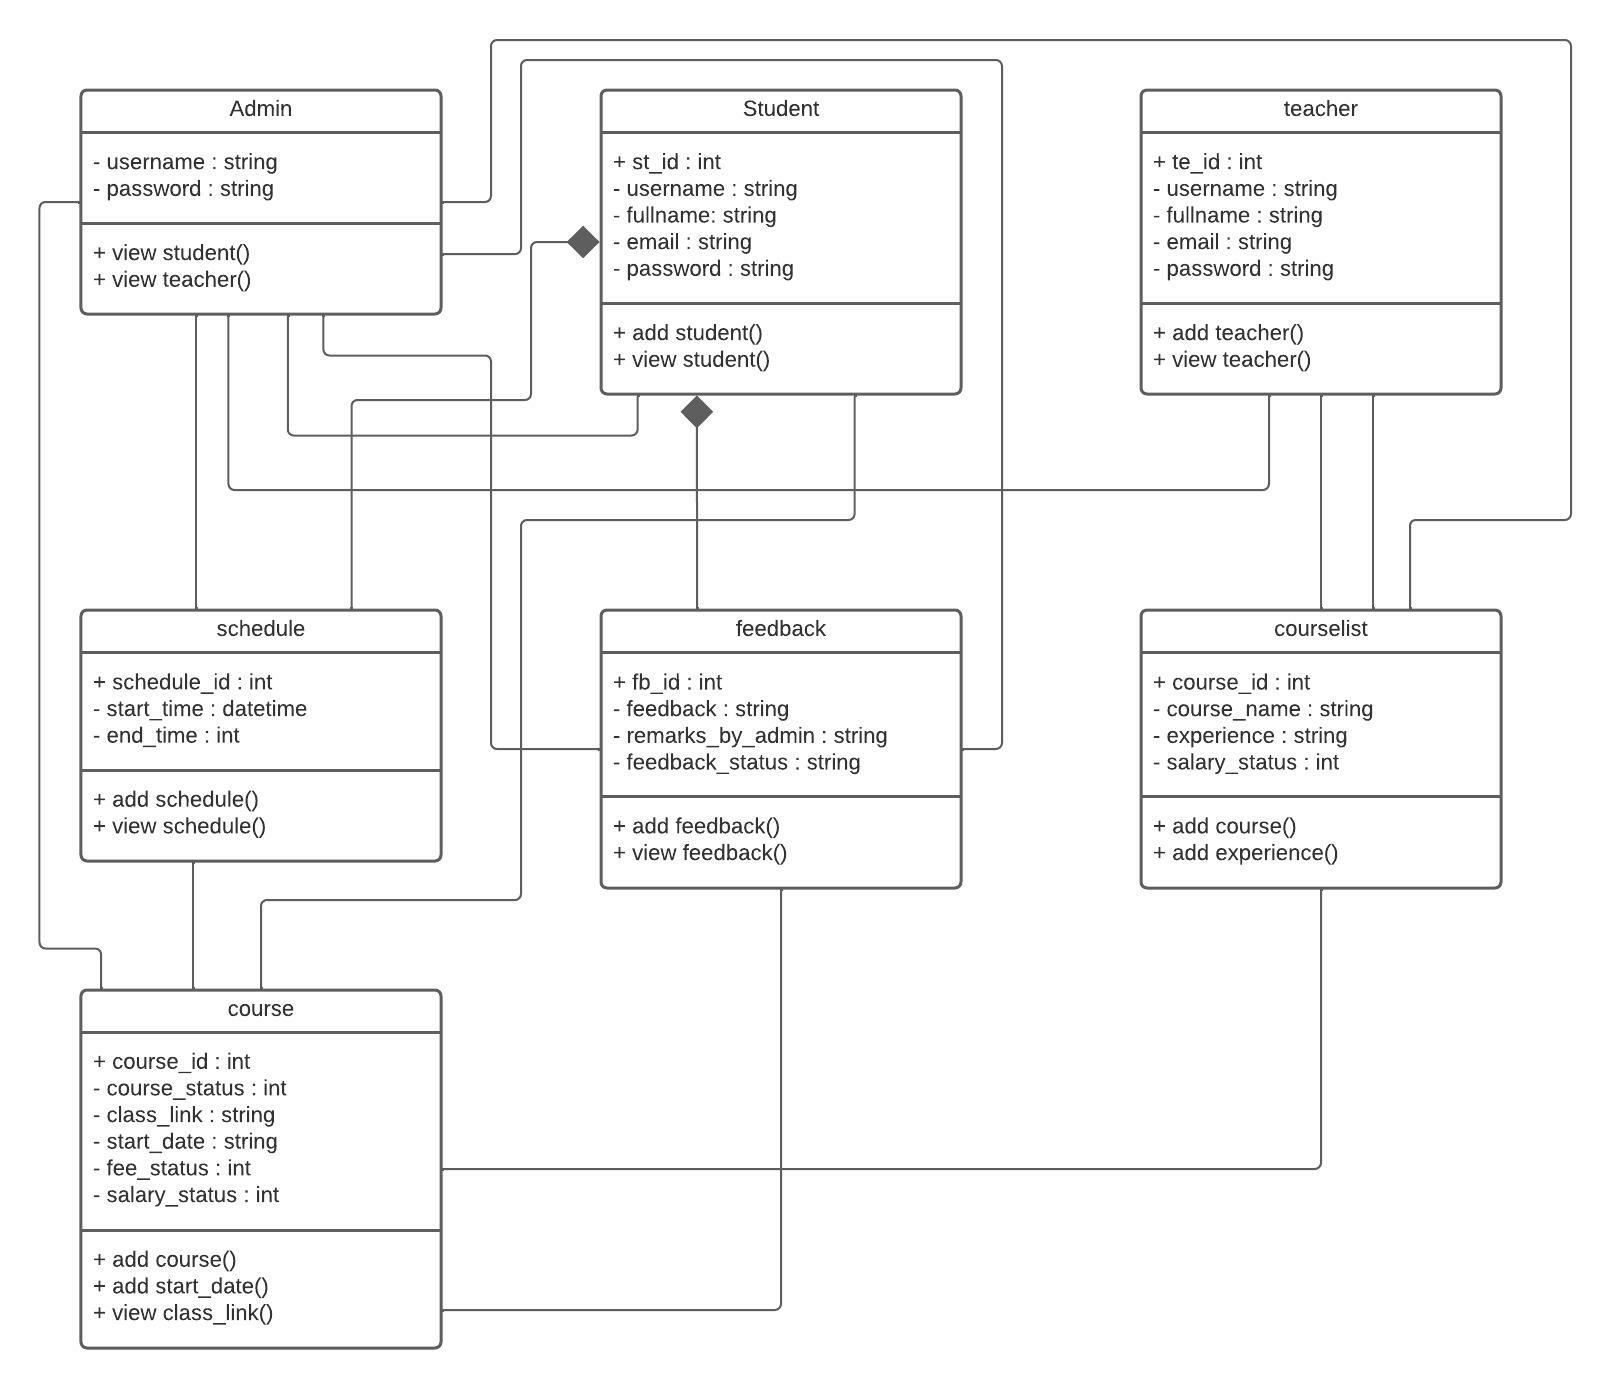 Admin
- username : string
- password : string
+ view student()
+ view teacher()
Student
+ st_id : int
- username : string
- fullname: string
- email : string
- password : string
+ add student()
+ view student()
teacher
+ te_id : int
- username : string
- fullname : string
- email : string
- password : string
+ add teacher()
+ view teacher()
schedule
+ schedule_id : int
- start_time : datetime
- end_time : int
+ add schedule()
+ view schedule()
feedback
+ fb_id : int
- feedback : string
- remarks_by_admin : string
- feedback_status : string
+ add feedback()
+ view feedback()
courselist
+ course_id : int
- course_name : string
- experience : string
- salary_status : int
+ add course()
+ add experience()
course
+ course_id : int
- course_status : int
- class_link : string
- start_date : string
- fee_status : int
- salary_status : int
+ add course()
+ add start_date()
+ view class_link()